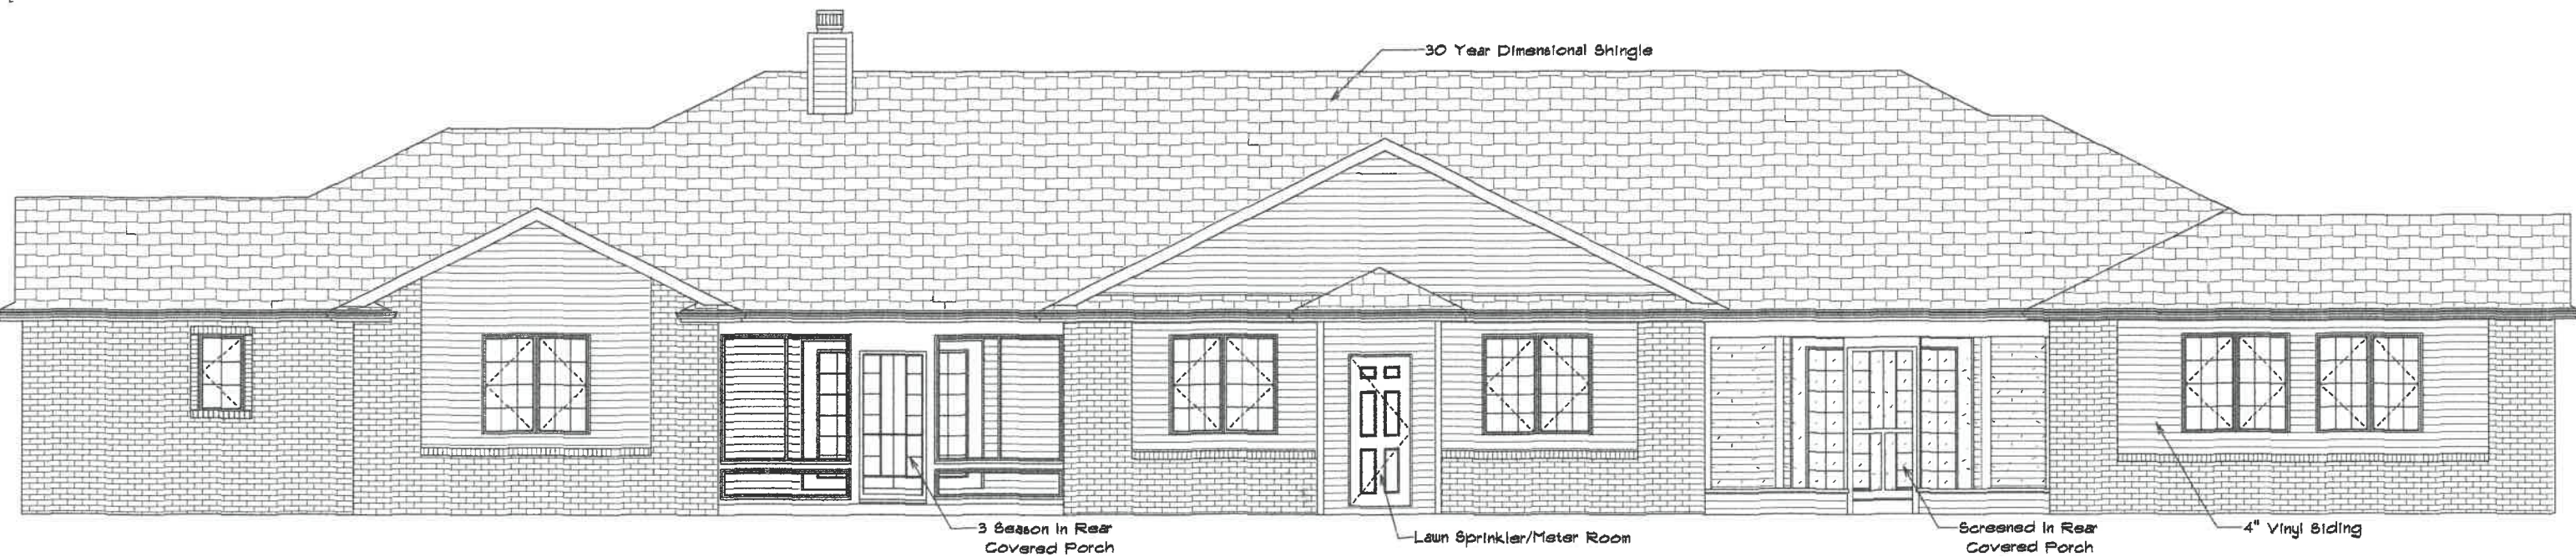 30 Year Dimensional Shingle
3 Season in Rear
Covered Porch
Lawn Sprinkler/Meter Room
Screened in Rear
Covered Porch
4" Vinyl Siding